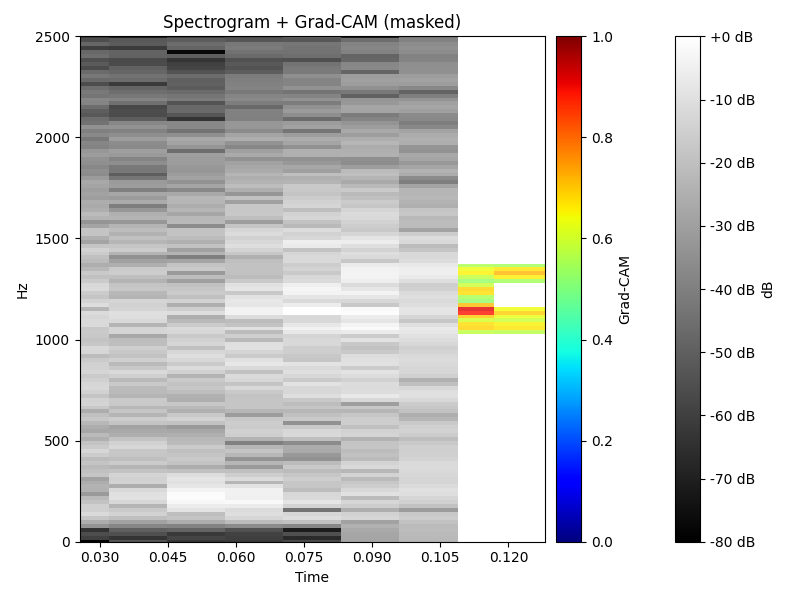 Spectrogram + Grad-CAM (masked)
2500
2000
1500
1000
500
0
Hz
0.030
0.045
0.060
0.075
0.090
0.105
0.120
Time
1.0
0.8
0.6
0.4
0.2
0.0
Grad-CAM
+0 dB
-10 dB
-20 dB
-30 dB
-40 dB
-50 dB
-60 dB
-70 dB
-80 dB
dB